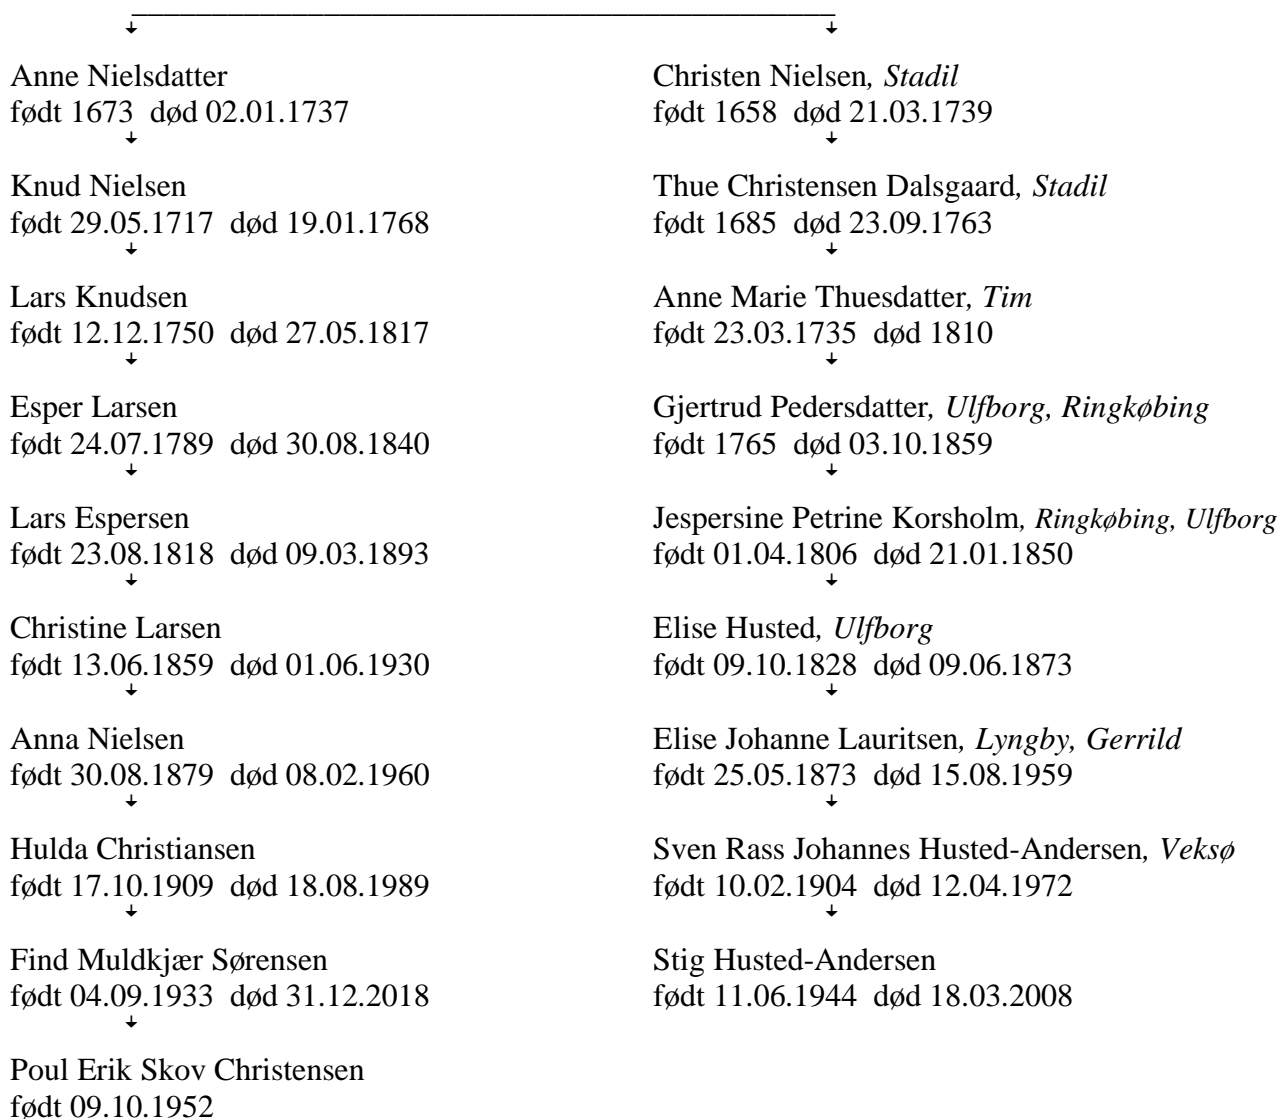 Anne Nielsdatter
født 1673 død 02.01.1737
Knud Nielsen
født 29.05.1717 død 19.01.1768
Lars Knudsen
født 12.12.1750 død 27.05.1817
Esper Larsen
født 24.07.1789 død 30.08.1840
Lars Espersen
født 23.08.1818 død 09.03.1893
Christine Larsen
født 13.06.1859 død 01.06.1930
Anna Nielsen
født 30.08.1879 død 08.02.1960
Hulda Christiansen
født 17.10.1909 død 18.08.1989
Find Muldkjær Sørensen
født 04.09.1933 død 31.12.2018
Poul Erik Skov Christensen
født 09.10.1952
Christen Nielsen, Stadil
født 1658 død 21.03.1739
Thue Christensen Dalsgaard, Stadil
født 1685 død 23.09.1763
Anne Marie Thuesdatter, Tim
født 23.03.1735 død 1810
Gjertrud Pedersdatter, Ulfborg, Ringkøbing
født 1765 død 03.10.1859
Jespersine Petrine Korsholm, Ringkøbing, Ulfborg
født 01.04.1806 død 21.01.1850
Elise Husted, Ulfborg
født 09.10.1828 død 09.06.1873
Elise Johanne Lauritsen, Lyngby, Gerrild
født 25.05.1873 død 15.08.1959
Sven Rass Johannes Husted-Andersen, Veksø
født 10.02.1904 død 12.04.1972
Stig Husted-Andersen
født 11.06.1944 død 18.03.2008